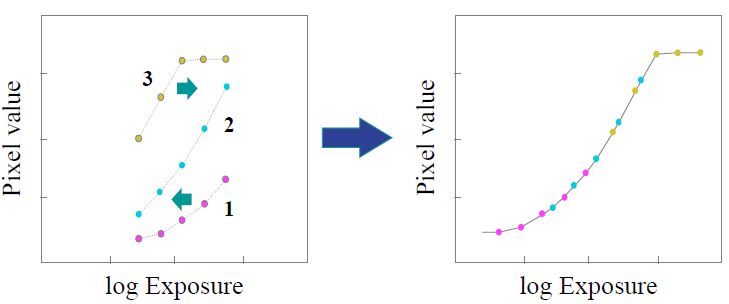 Pixel value
3
2
1
log Exposure
Pixel value
log Exposure